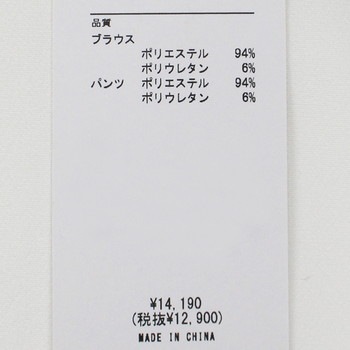 品質
ブラウス
ポリエステル 94%
ポリウレタン 6%
パンツ ポリエステル 94%
ポリウレタン 6%
¥14,190
(税抜¥12,900)
MADE IN CHINA